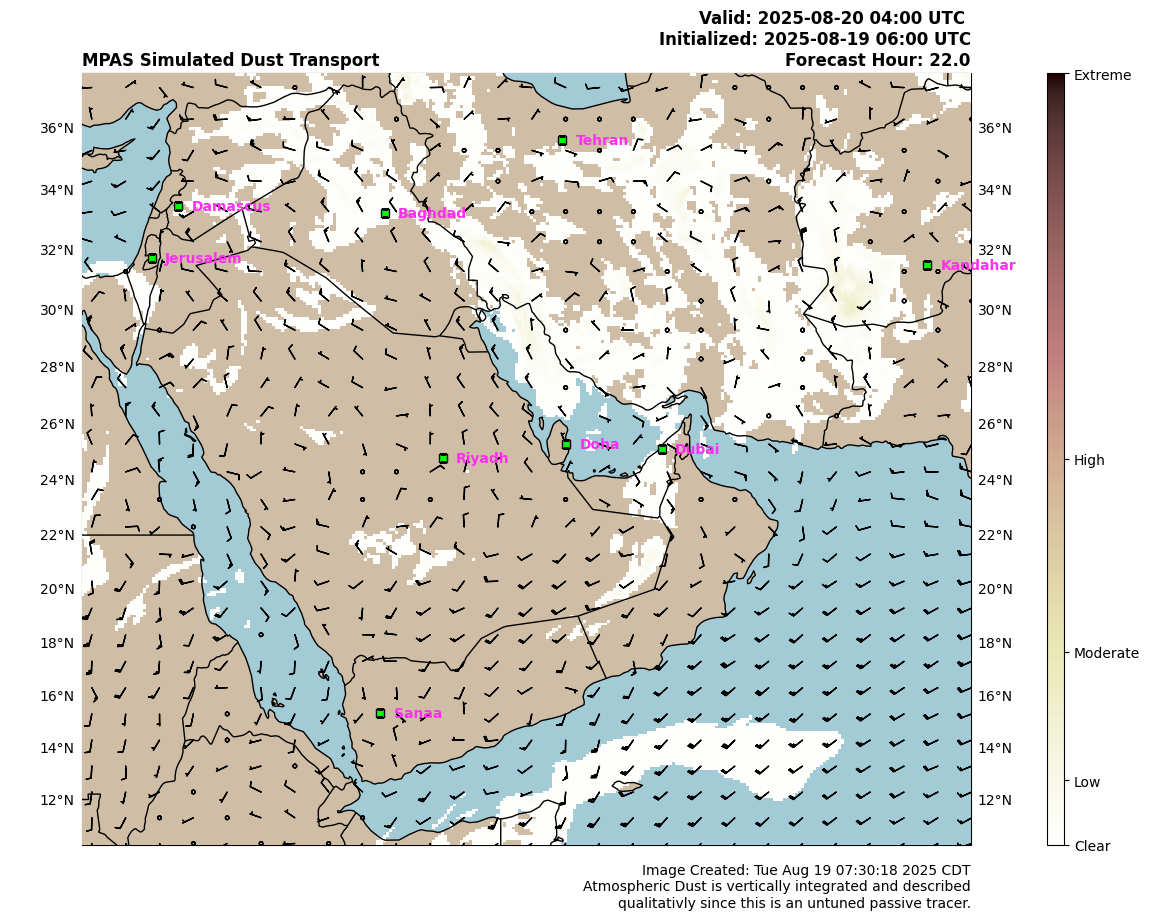 Valid: 2025-08-20 04:00 UTC
Initialized: 2025-08-19 06:00 UTC
MPAS Simulated Dust Transport
Forecast Hour: 22.0
Extreme
36°N
36°N
Tehran
34°N
34°N
Damascus
Baghdad
32°N
32°N
Jerusalem
Kandahar
30°N
30°N
28°N
28°N
26°N
26°N
Doha
Dubai
Riyadh
High
24°N
24°N
22°N
22°N
20°N
20°N
18°N
18°N
Moderate
16°N
16°N
Sanaa
14°N
14°N
Low
12°N
12°N
Clear
Image Created: Tue Aug 19 07:30:18 2025 CDT
Atmospheric Dust is vertically integrated and described
qualitativly since this is an untuned passive tracer.